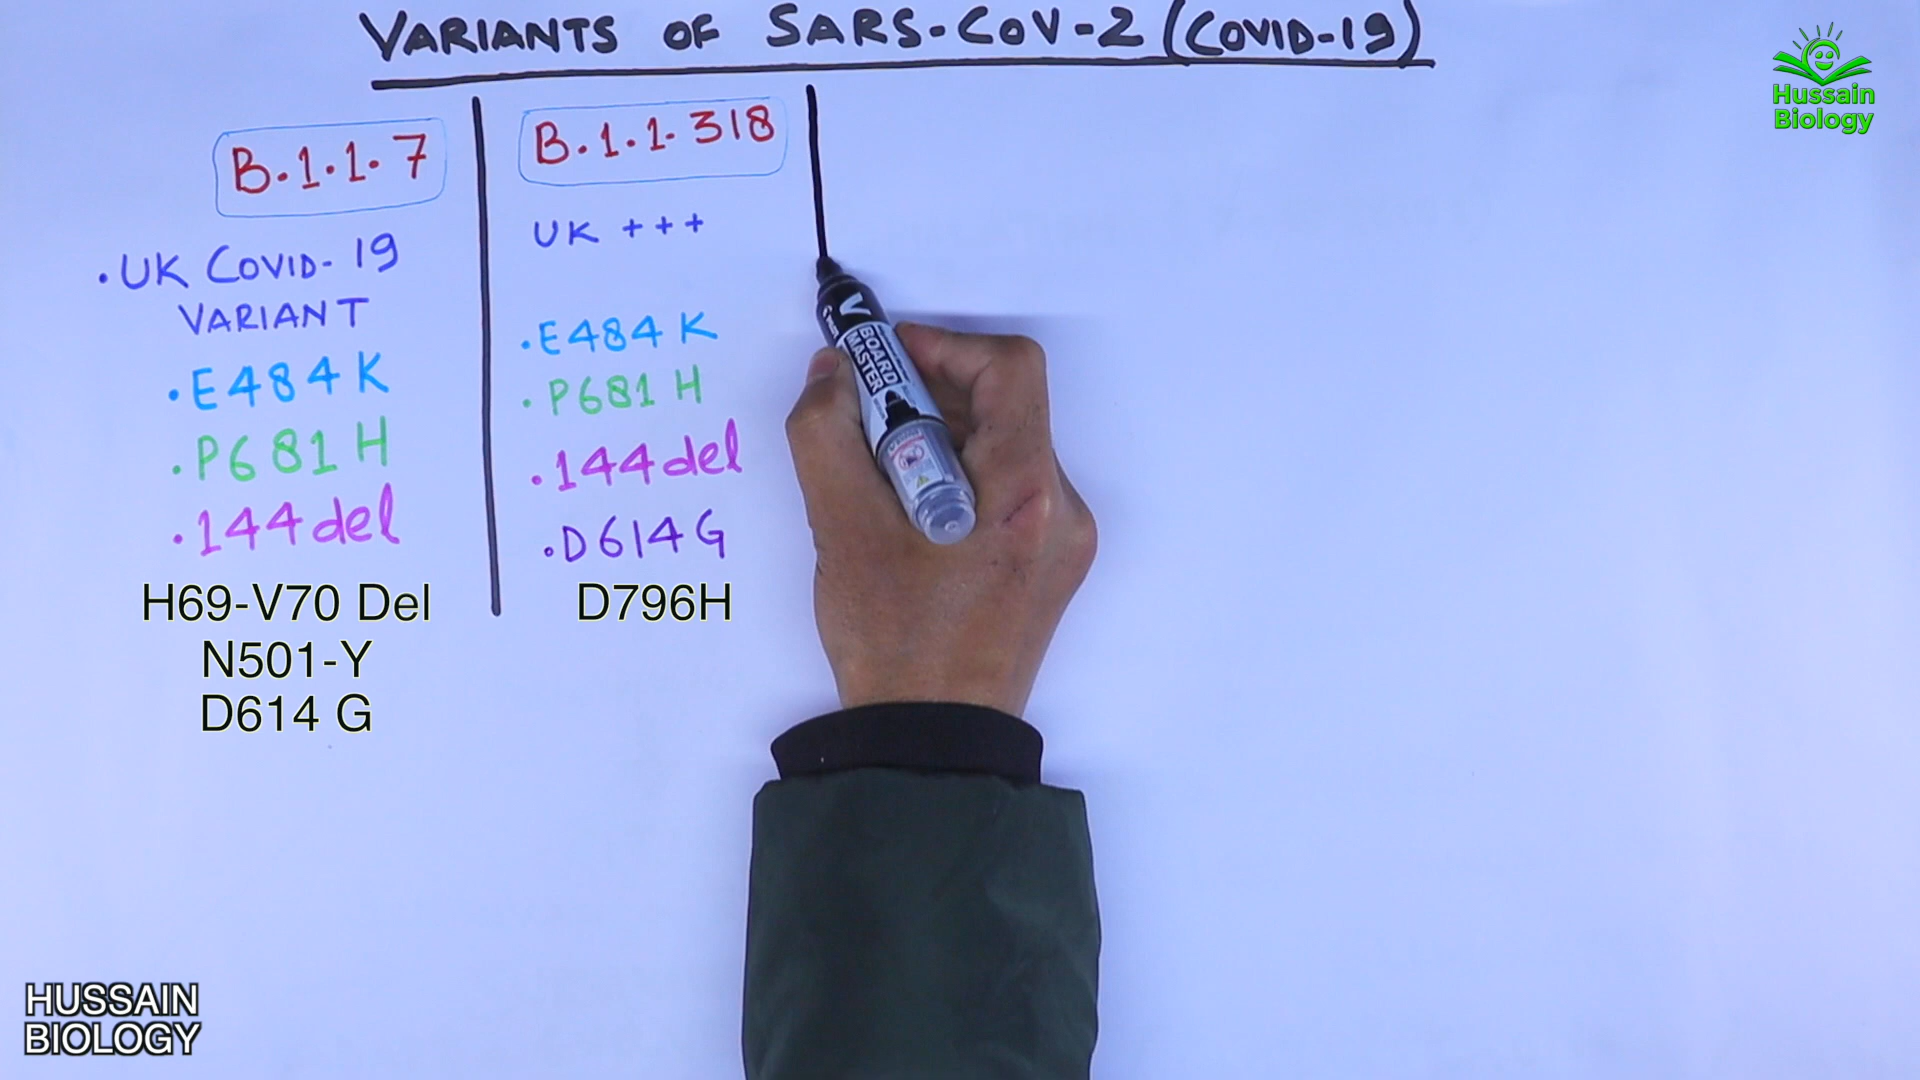 VARIANTS OF SARS-COV-2 (COVID-19)
Hussain
Biology
B.1.1.7
• UK COVID-19
VARIANT
• E484K
• P681H
• 144del
H69-V70 Del
N501-Y
D614 G
B.1.1.318
UK +++
• E484K
• P681H
• 144del
• D614G
D796H
V
BOARD
MASTER
HUSSAIN
BIOLOGY